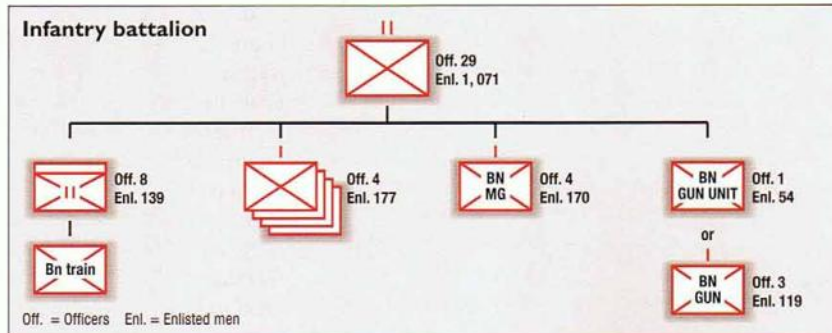 Infantry battalion
Off. 29
Enl. 1, 071
Off. 8
Enl. 139
Off. 4
Enl. 177
BN
MG
Off. 4
Enl. 170
BN
GUN UNIT
Off. 1
Enl. 54
Bn train
or
BN
GUN
Off. 3
Enl. 119
Off. = Officers Enl. = Enlisted men